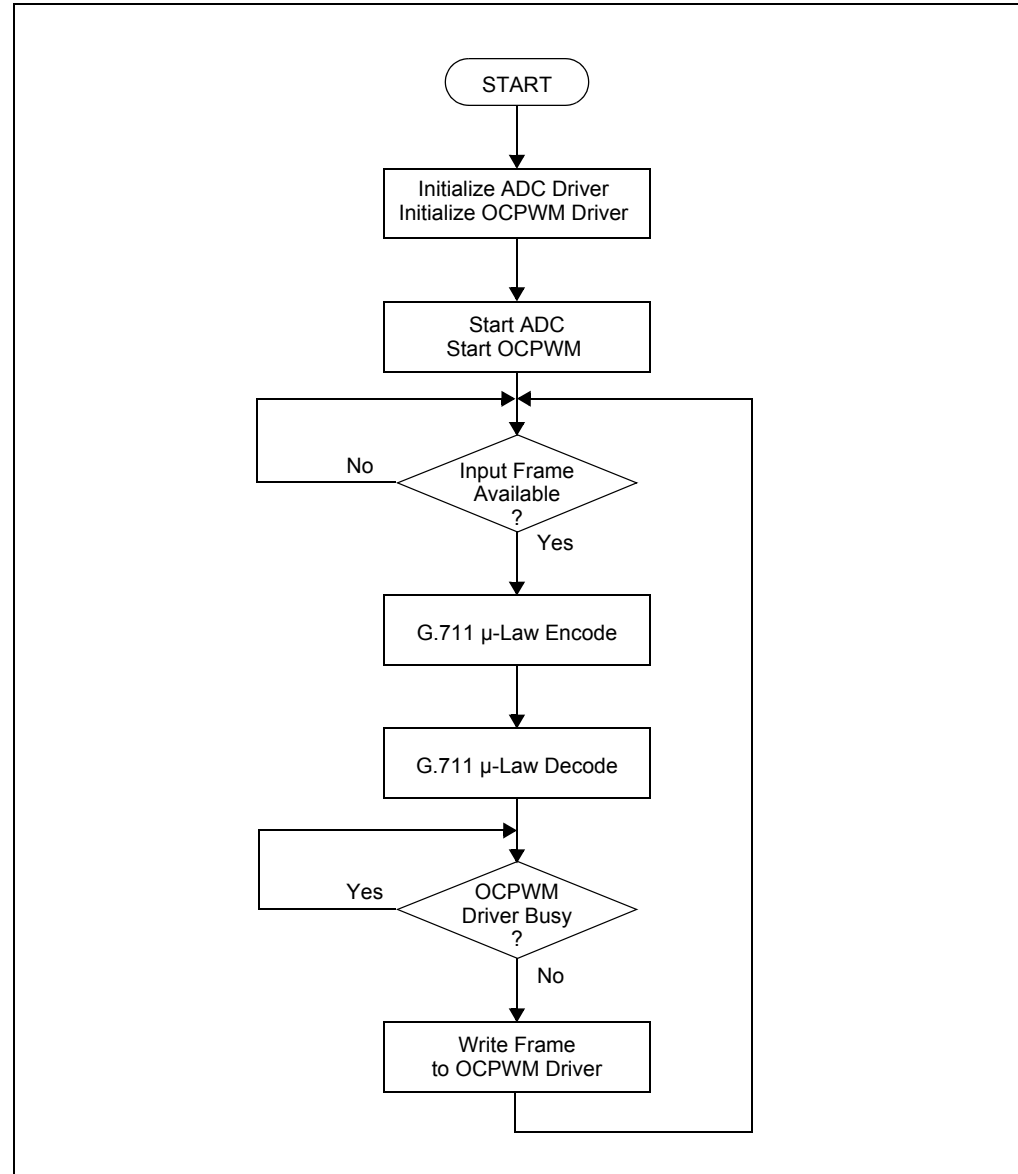 START
Initialize ADC Driver
Initialize OCPWM Driver
Start ADC
Start OCPWM
No
Input Frame
Available
?
Yes
G.711 µ-Law Encode
G.711 µ-Law Decode
Yes
OCPWM
Driver Busy
?
No
Write Frame
to OCPWM Driver